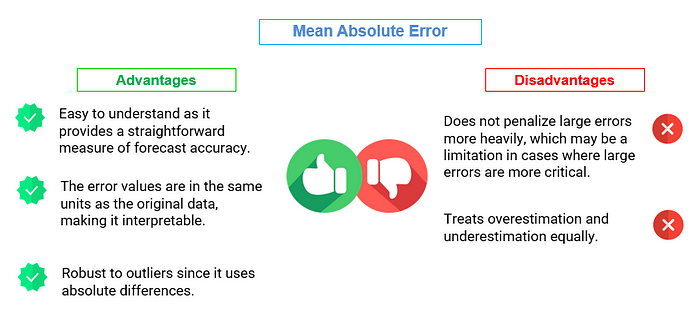 Mean Absolute Error
Advantages
Easy to understand as it
provides a straightforward
measure of forecast accuracy.
The error values are in the same
units as the original data,
making it interpretable.
Robust to outliers since it uses
absolute differences.
Disadvantages
Does not penalize large errors
more heavily, which may be a
limitation in cases where large
errors are more critical.
Treats overestimation and
underestimation equally.